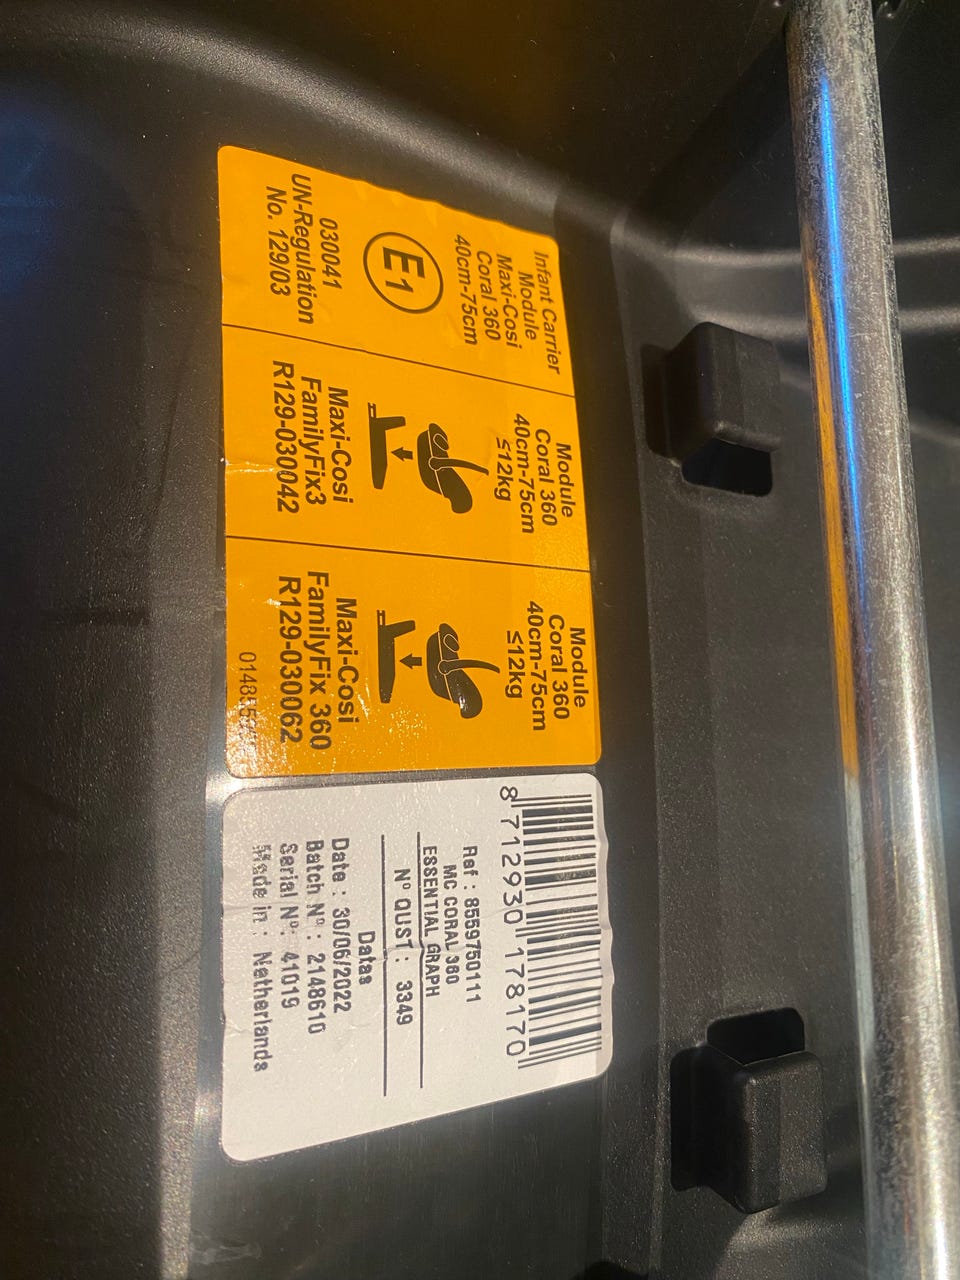 Infant Carrier
Module
Maxi-Cosi
Coral 360
40cm-75cm
E1
030041
UN-Regulation
No. 129/03
Module
Coral 360
40cm-75cm
≤12kg
Maxi-Cosi
FamilyFix3
R129-030042
Module
Coral 360
40cm-75cm
≤12kg
Maxi-Cosi
FamilyFix 360
R129-030062
8 712930 178170
Ref : 8559750111
MC CORAL 360
ESSENTIAL GRAPH
N° QUST : 3349
Datas
Date : 30/06/2022
Batch N° : 2148610
Serial N° : 41019
Made in : Netherlands